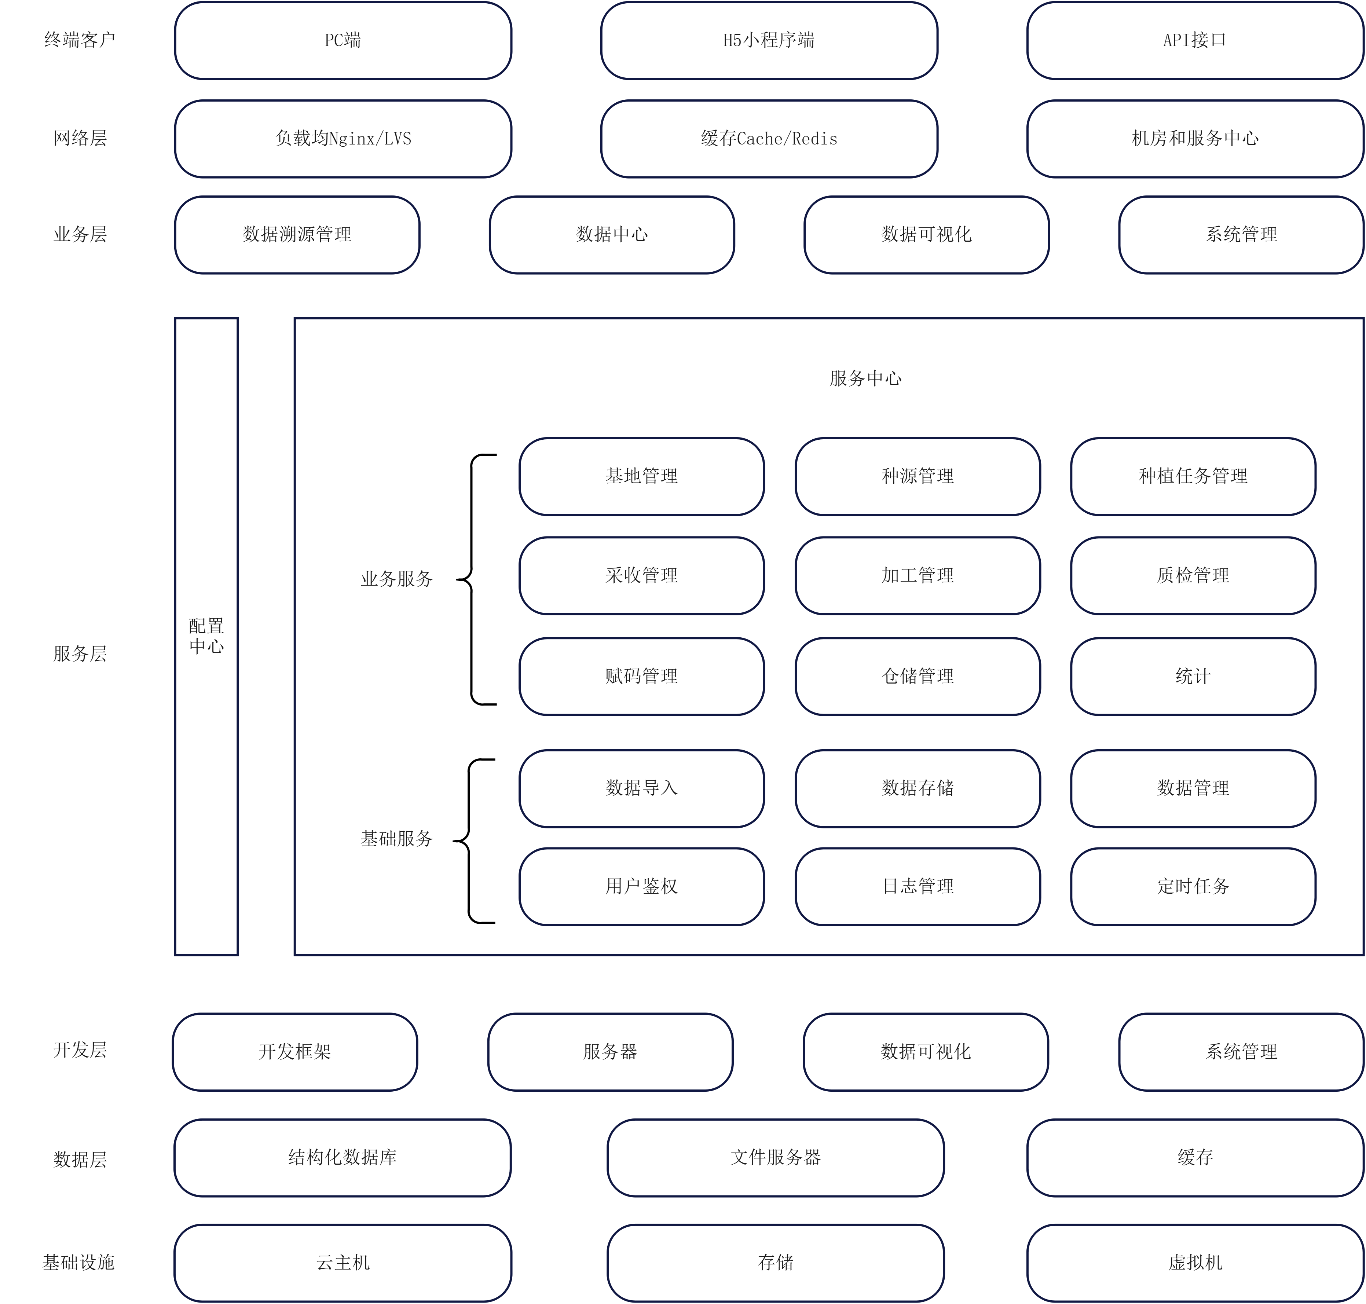 终端客户
PC端
H5小程序端
API接口
网络层
负载均Nginx/LVS
缓存Cache/Redis
机房和服务中心
业务层
数据溯源管理
数据中心
数据可视化
系统管理
服务层
配置
中心
服务中心
业务服务
基地管理
种源管理
种植任务管理
采收管理
加工管理
质检管理
赋码管理
仓储管理
统计
基础服务
数据导入
数据存储
数据管理
用户鉴权
日志管理
定时任务
开发层
开发框架
服务器
数据可视化
系统管理
数据层
结构化数据库
文件服务器
缓存
基础设施
云主机
存储
虚拟机